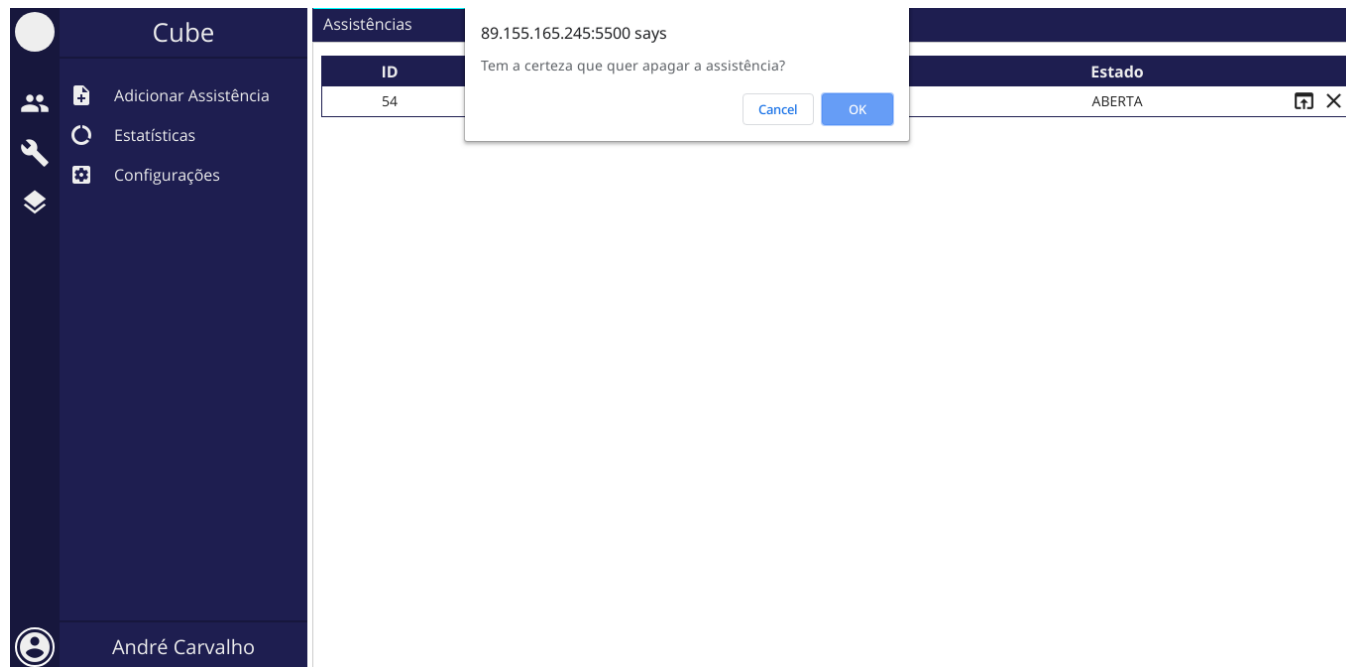 Cube
Adicionar Assistência
Estatísticas
Configurações
André Carvalho
Assistências
ID Estado
54 ABERTA
89.155.165.245:5500 says
Tem a certeza que quer apagar a assistência?
Cancel OK